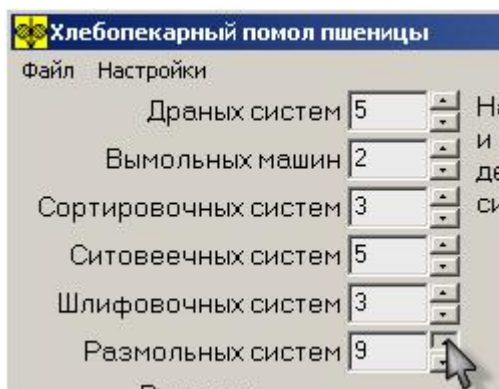 Хлебопекарный помол пшеницы
Файл Настройки
Драных систем 5
Вымольных машин 2
и
Сортировочных систем 3
Ситовеечных систем 5
Шлифовочных систем 3
Размольных систем 9